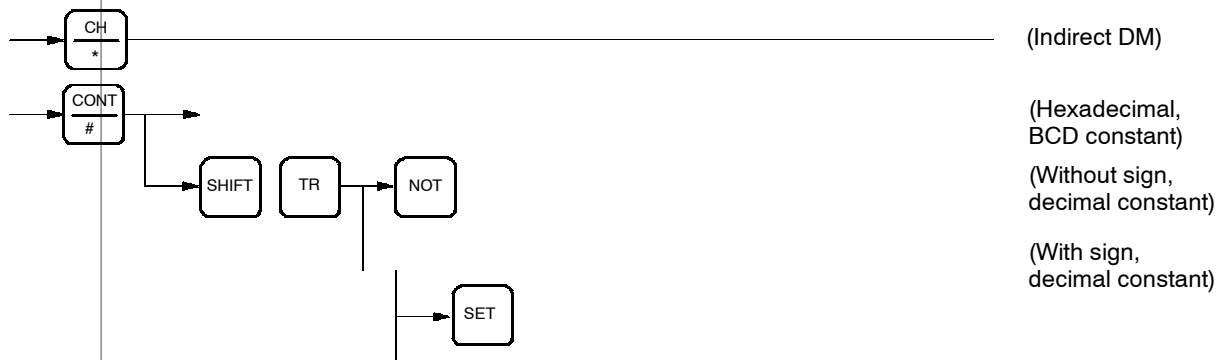 CH
*
(Indirect DM)
CONT
#
(Hexadecimal,
BCD constant)
SHIFT
TR
NOT
(Without sign,
decimal constant)
(With sign,
decimal constant)
SET